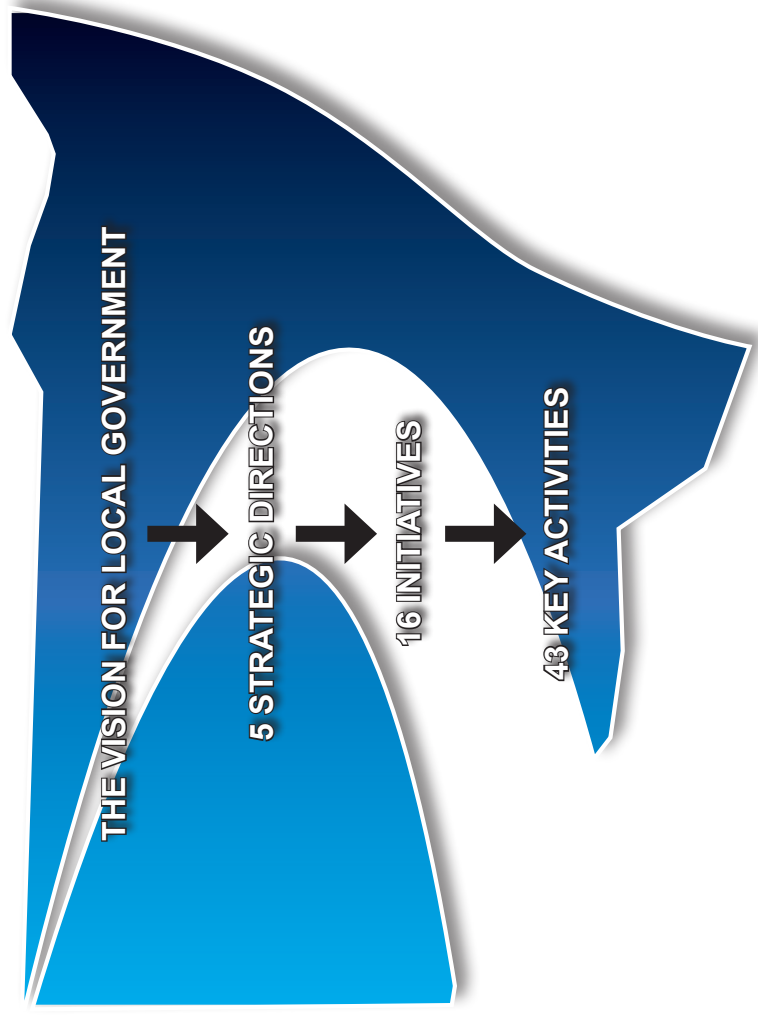 THE VISION FOR LOCAL GOVERNMENT
5 STRATEGIC DIRECTIONS
16 INITIATIVES
43 KEY ACTIVITIES